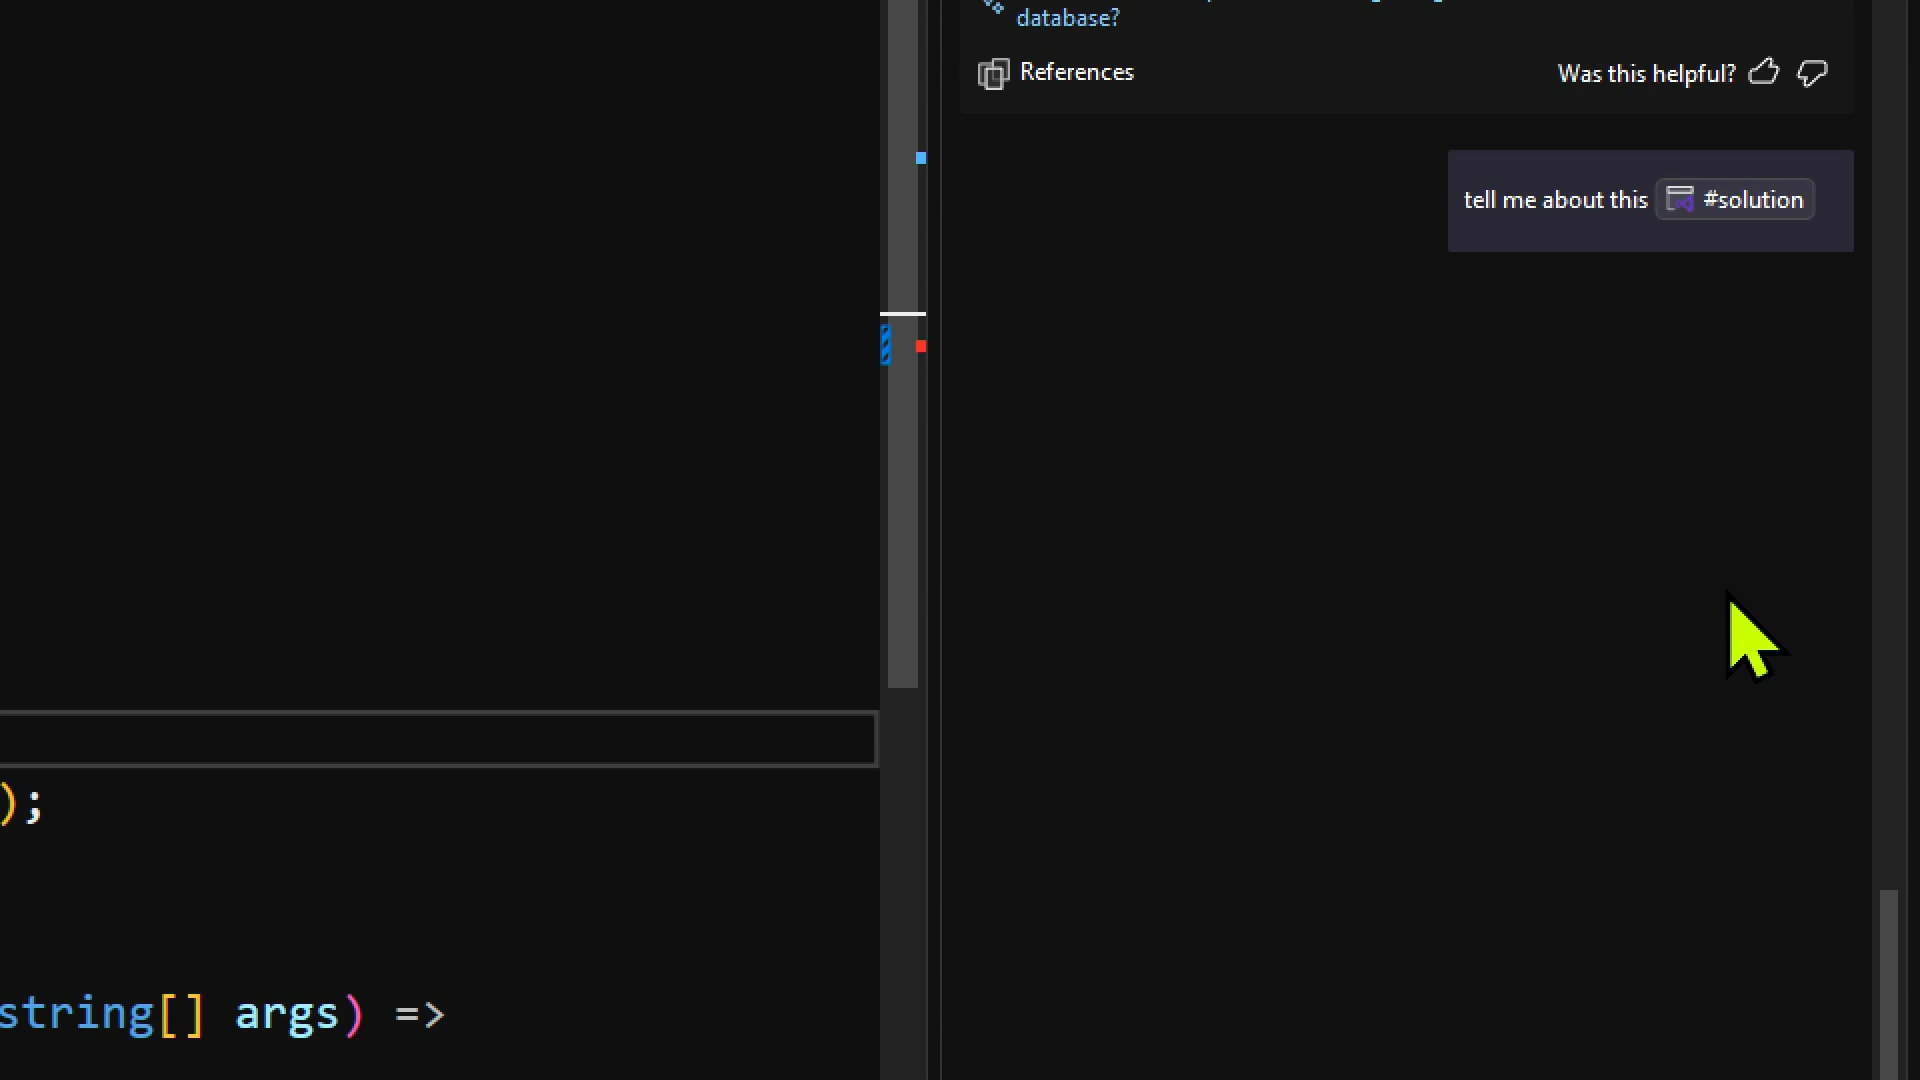 database?
References
Was this helpful?
tell me about this #solution
);
string[] args) =>